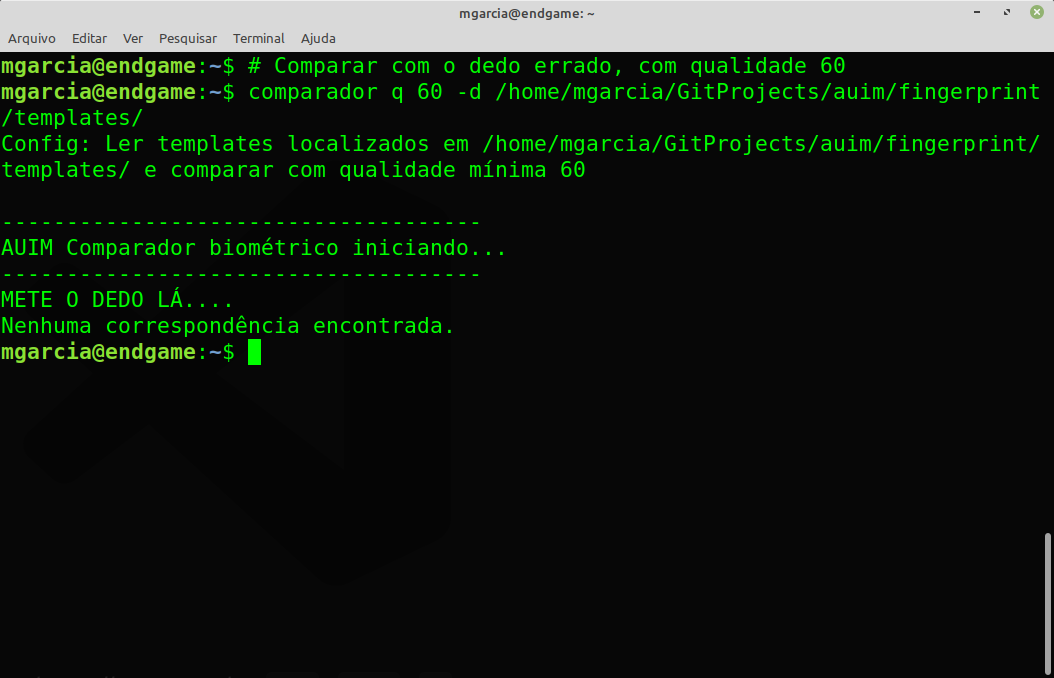 mgarcia@endgame: ~
Arquivo Editar Ver Pesquisar Terminal Ajuda
mgarcia@endgame:~$ # Comparar com o dedo errado, com qualidade 60
mgarcia@endgame:~$ comparador q 60 -d /home/mgarcia/GitProjects/auim/fingerprint
/templates/
Config: Ler templates localizados em /home/mgarcia/GitProjects/auim/fingerprint/
templates/ e comparar com qualidade mínima 60
-------------------------------------
AUIM Comparador biométrico iniciando...
-------------------------------------
METE O DEDO LÁ....
Nenhuma correspondência encontrada.
mgarcia@endgame:~$